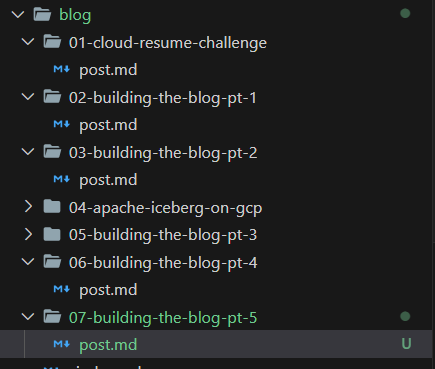 blog
01-cloud-resume-challenge
post.md
02-building-the-blog-pt-1
post.md
03-building-the-blog-pt-2
post.md
04-apache-iceberg-on-gcp
05-building-the-blog-pt-3
06-building-the-blog-pt-4
post.md
07-building-the-blog-pt-5
post.md U